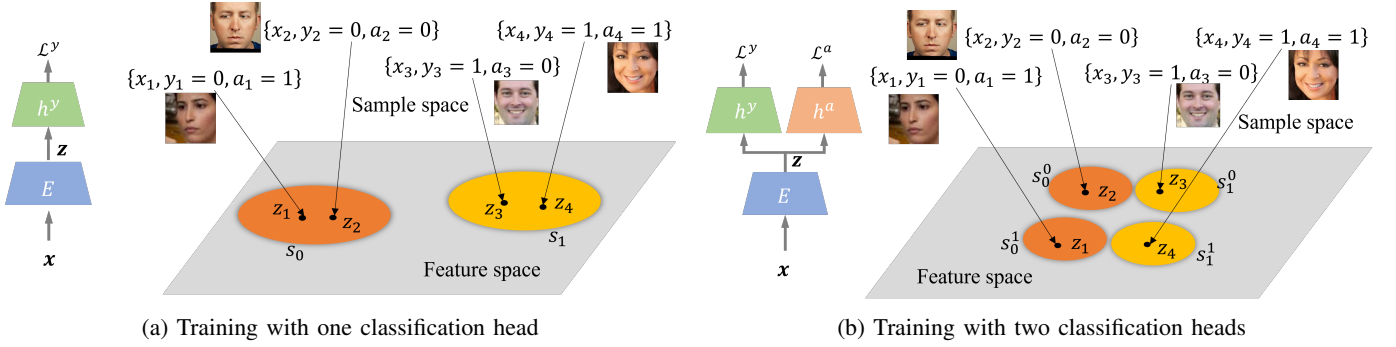 ℒ^y
h^y
z
E
x
{x_1, y_1 = 0, a_1 = 1}
{x_2, y_2 = 0, a_2 = 0}
{x_3, y_3 = 1, a_3 = 0}
{x_4, y_4 = 1, a_4 = 1}
Sample space
z_1
z_2
s_0
z_3
z_4
s_1
Feature space
(a) Training with one classification head
ℒ^y
ℒ^a
h^y
h^a
z
E
x
{x_1, y_1 = 0, a_1 = 1}
{x_2, y_2 = 0, a_2 = 0}
{x_3, y_3 = 1, a_3 = 0}
{x_4, y_4 = 1, a_4 = 1}
Sample space
s_0^0
z_2
z_3
s_1^0
s_0^1
z_1
z_4
s_1^1
Feature space
(b) Training with two classification heads